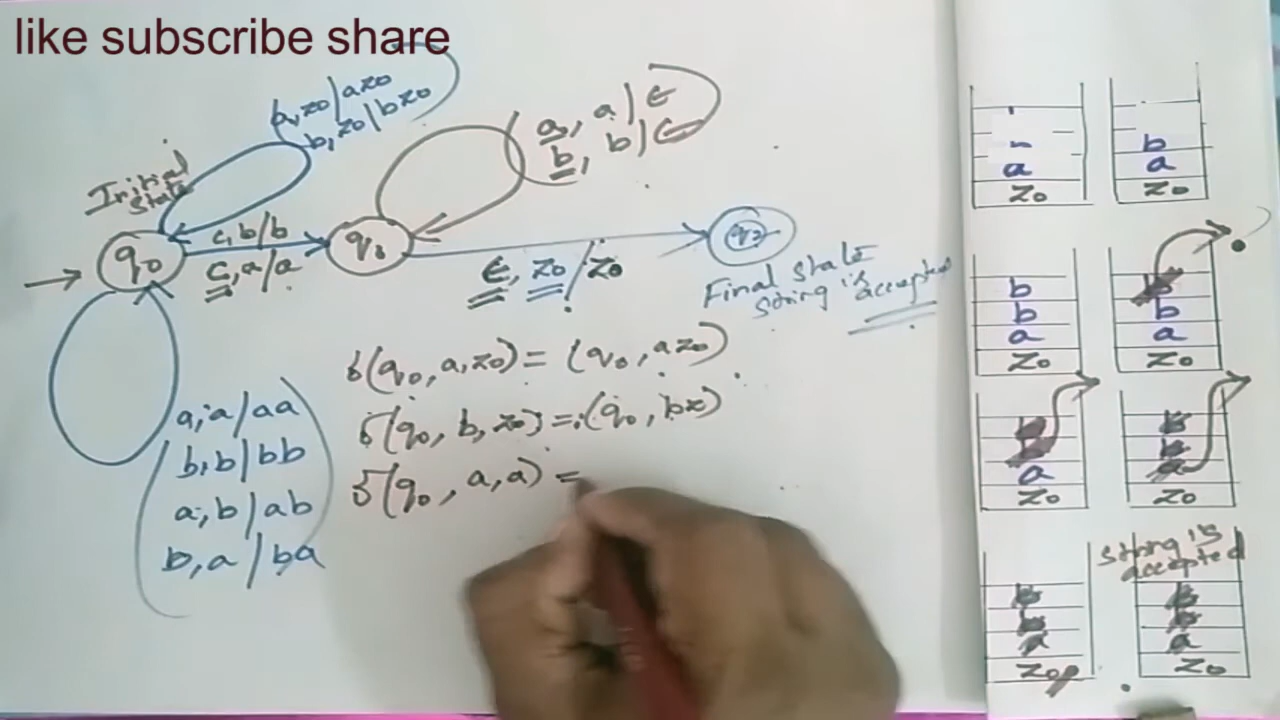 like subscribe share
a, z0 | a z0
b, z0 | b z0
a, a | ϵ
b, b | ϵ
Initial
state
q0
c, b / b
c, a / a
q1
ϵ, z0 / z0
q2
Final state
string is accepted
δ(q0, a, z0) = (q0, a z0)
δ(q0, b, z0) = (q0, bz)
δ(q0, a, a) =
a, a / aa
b, b | bb
a, b | ab
b, a / ba
a
z0
b
a
z0
b
b
a
z0
b
b
a
z0
b
b
a
z0
b
b
a
z0
string is
accepted
b
b
a
z0
b
b
a
z0